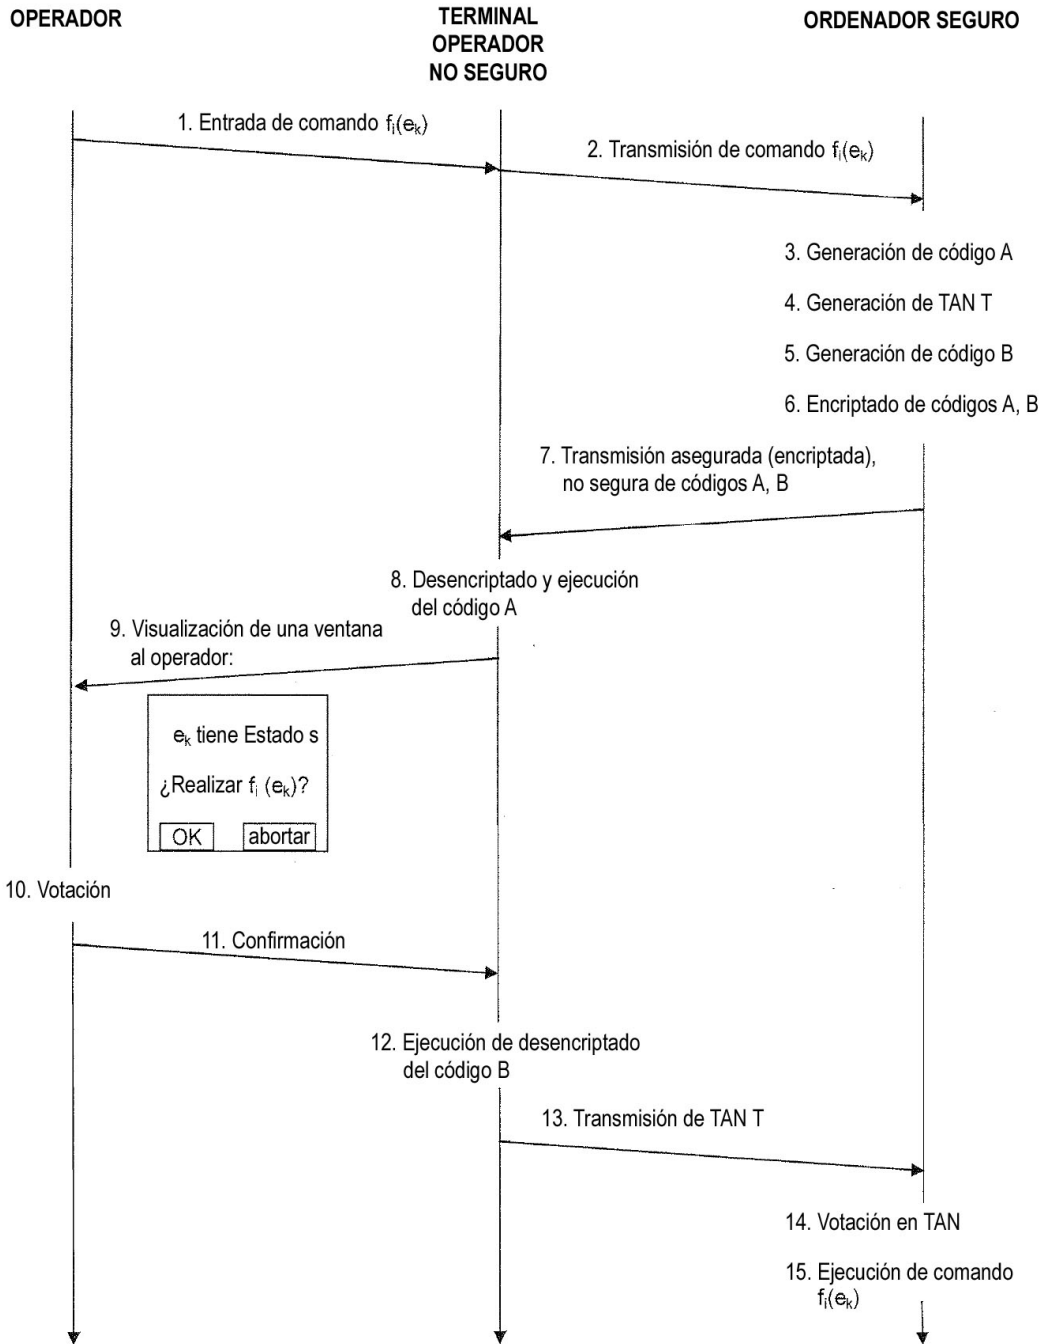 OPERADOR
TERMINAL
OPERADOR
NO SEGURO
ORDENADOR SEGURO
1. Entrada de comando fᵢ(eₖ)
2. Transmisión de comando fᵢ(eₖ)
3. Generación de código A
4. Generación de TAN T
5. Generación de código B
6. Encriptado de códigos A, B
7. Transmisión asegurada (encriptada),
no segura de códigos A, B
8. Desencriptado y ejecución
del código A
9. Visualización de una ventana
al operador:
eₖ tiene Estado s
¿Realizar fᵢ (eₖ)?
OK abortar
10. Votación
11. Confirmación
12. Ejecución de desencriptado
del código B
13. Transmisión de TAN T
14. Votación en TAN
15. Ejecución de comando
fᵢ(eₖ)